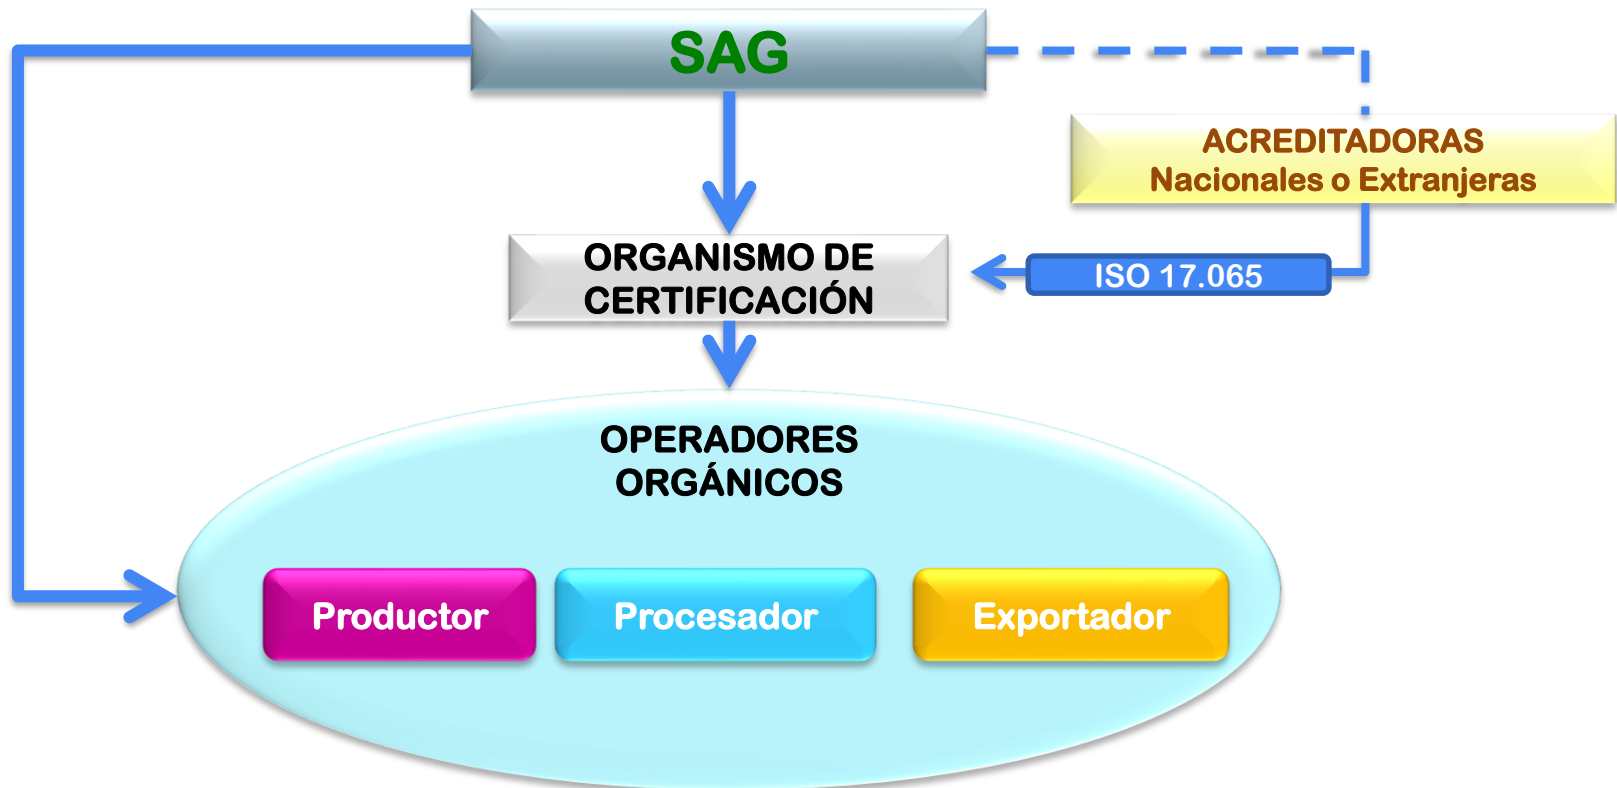 SAG
ACREDITADORAS
Nacionales o Extranjeras
ORGANISMO DE
CERTIFICACIÓN
ISO 17.065
OPERADORES
ORGÁNICOS
Productor
Procesador
Exportador